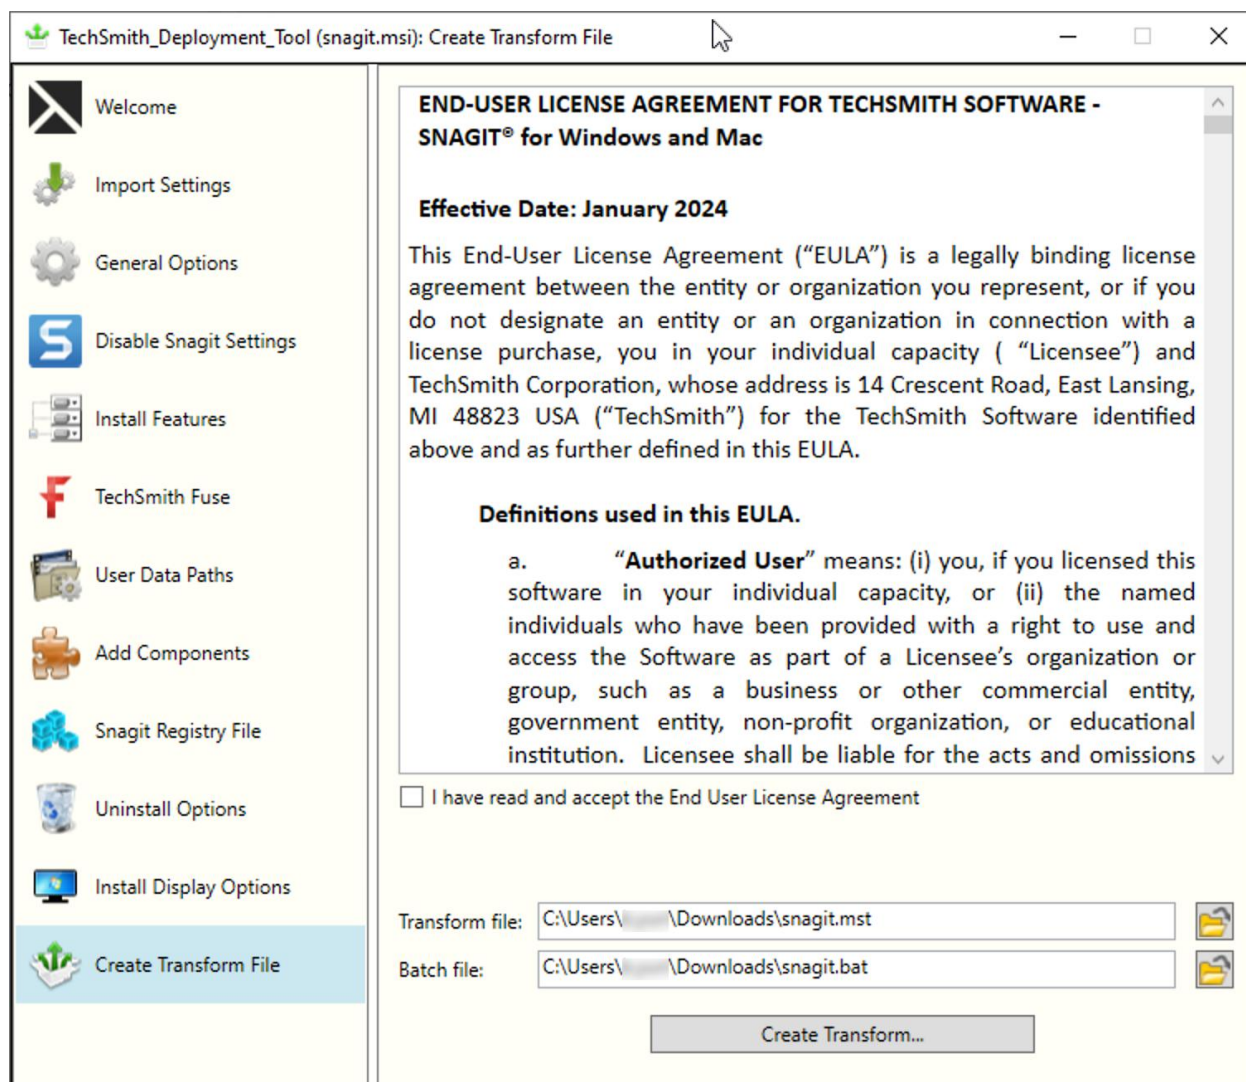 TechSmith_Deployment_Tool (snagit.msi): Create Transform File
Welcome
Import Settings
General Options
Disable Snagit Settings
Install Features
TechSmith Fuse
User Data Paths
Add Components
Snagit Registry File
Uninstall Options
Install Display Options
Create Transform File
END-USER LICENSE AGREEMENT FOR TECHSMITH SOFTWARE -
SNAGIT® for Windows and Mac
Effective Date: January 2024
This End-User License Agreement (“EULA”) is a legally binding license
agreement between the entity or organization you represent, or if you
do not designate an entity or an organization in connection with a
license purchase, you in your individual capacity ( “Licensee”) and
TechSmith Corporation, whose address is 14 Crescent Road, East Lansing,
MI 48823 USA (“TechSmith”) for the TechSmith Software identified
above and as further defined in this EULA.
Definitions used in this EULA.
a. “Authorized User” means: (i) you, if you licensed this
software in your individual capacity, or (ii) the named
individuals who have been provided with a right to use and
access the Software as part of a Licensee’s organization or
group, such as a business or other commercial entity,
government entity, non-profit organization, or educational
institution. Licensee shall be liable for the acts and omissions
I have read and accept the End User License Agreement
Transform file: C:\Users\ \Downloads\snagit.mst
Batch file: C:\Users\ \Downloads\snagit.bat
Create Transform...